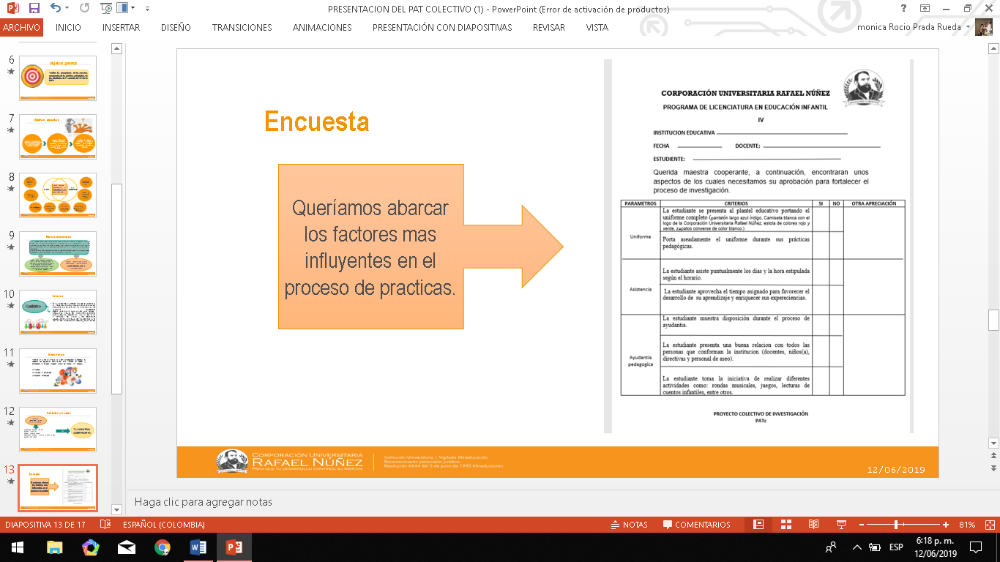 PRESENTACION DEL PAT COLECTIVO (1) - PowerPoint (Error de activación de productos)
ARCHIVO INICIO INSERTAR DISEÑO TRANSICIONES ANIMACIONES PRESENTACIÓN CON DIAPOSITIVAS REVISAR VISTA
monica Rocio Prada Rueda
6
Objetivo general
7
8
9
10
Cualitativo
11
12
13
Encuesta
Encuesta
Queríamos abarcar
los factores mas
influyentes en el
proceso de practicas.
CORPORACIÓN UNIVERSITARIA RAFAEL NÚÑEZ
PROGRAMA DE LICENCIATURA EN EDUCACIÓN INFANTIL
IV
INSTITUCION EDUCATIVA
FECHA DOCENTE:
ESTUDIENTE:
Querida maestra cooperante, a continuación, encontraran unos
aspectos de los cuales necesitamos su aprobación para fortalecer el
proceso de investigación.
PARAMETROS CRITERIOS SI NO OTRA APRECIACIÓN
Uniforme
La estudiante se presenta al plantel educativo portando el
uniforme completo (pantalón largo azul índigo, Camiseta blanca con el
logo de la Corporación Universitaria Rafael Núñez, estola de colores rojo y
verde, zapatos converse de color blanco.)
Porta aseadamente el uniforme durante sus prácticas
pedagógicas.
Asistencia
La estudiante asiste puntualmente los dias y la hora estipulada
según el horario.
La estudiante aprovecha el tiempo asignado para favorecer el
desarrollo de su aprendizaje y enriquecer sus expereciencias.
Ayudantía
pedagogica
La estudiante muestra disposición durante el proceso de
ayudantia.
La estudiante presenta una buena relacion con todos las
personas que conforman la institucion (docentes, niños(a),
directivas y personal de aseo).
La estudiante toma la iniciativa de realizar diferentes
actividades como: rondas musicales, juegos, lecturas de
cuentos infantiles, entre otros.
PROYECTO COLECTIVO DE INVESTIGACIÓN
PATc
CORPORACIÓN UNIVERSITARIA
RAFAEL NÚÑEZ
PARA QUE TU DESARROLLO CONTINÚE SU MARCHA
Institución Universitaria | Vigilada Mineducación
Reconocimiento personería jurídica:
Resolución 6644 del 5 de junio de 1985 Mineducación.
12/06/2019
Haga clic para agregar notas
DIAPOSITIVA 13 DE 17 ESPAÑOL (COLOMBIA) NOTAS COMENTARIOS 81%
ESP
6:18 p. m.
12/06/2019